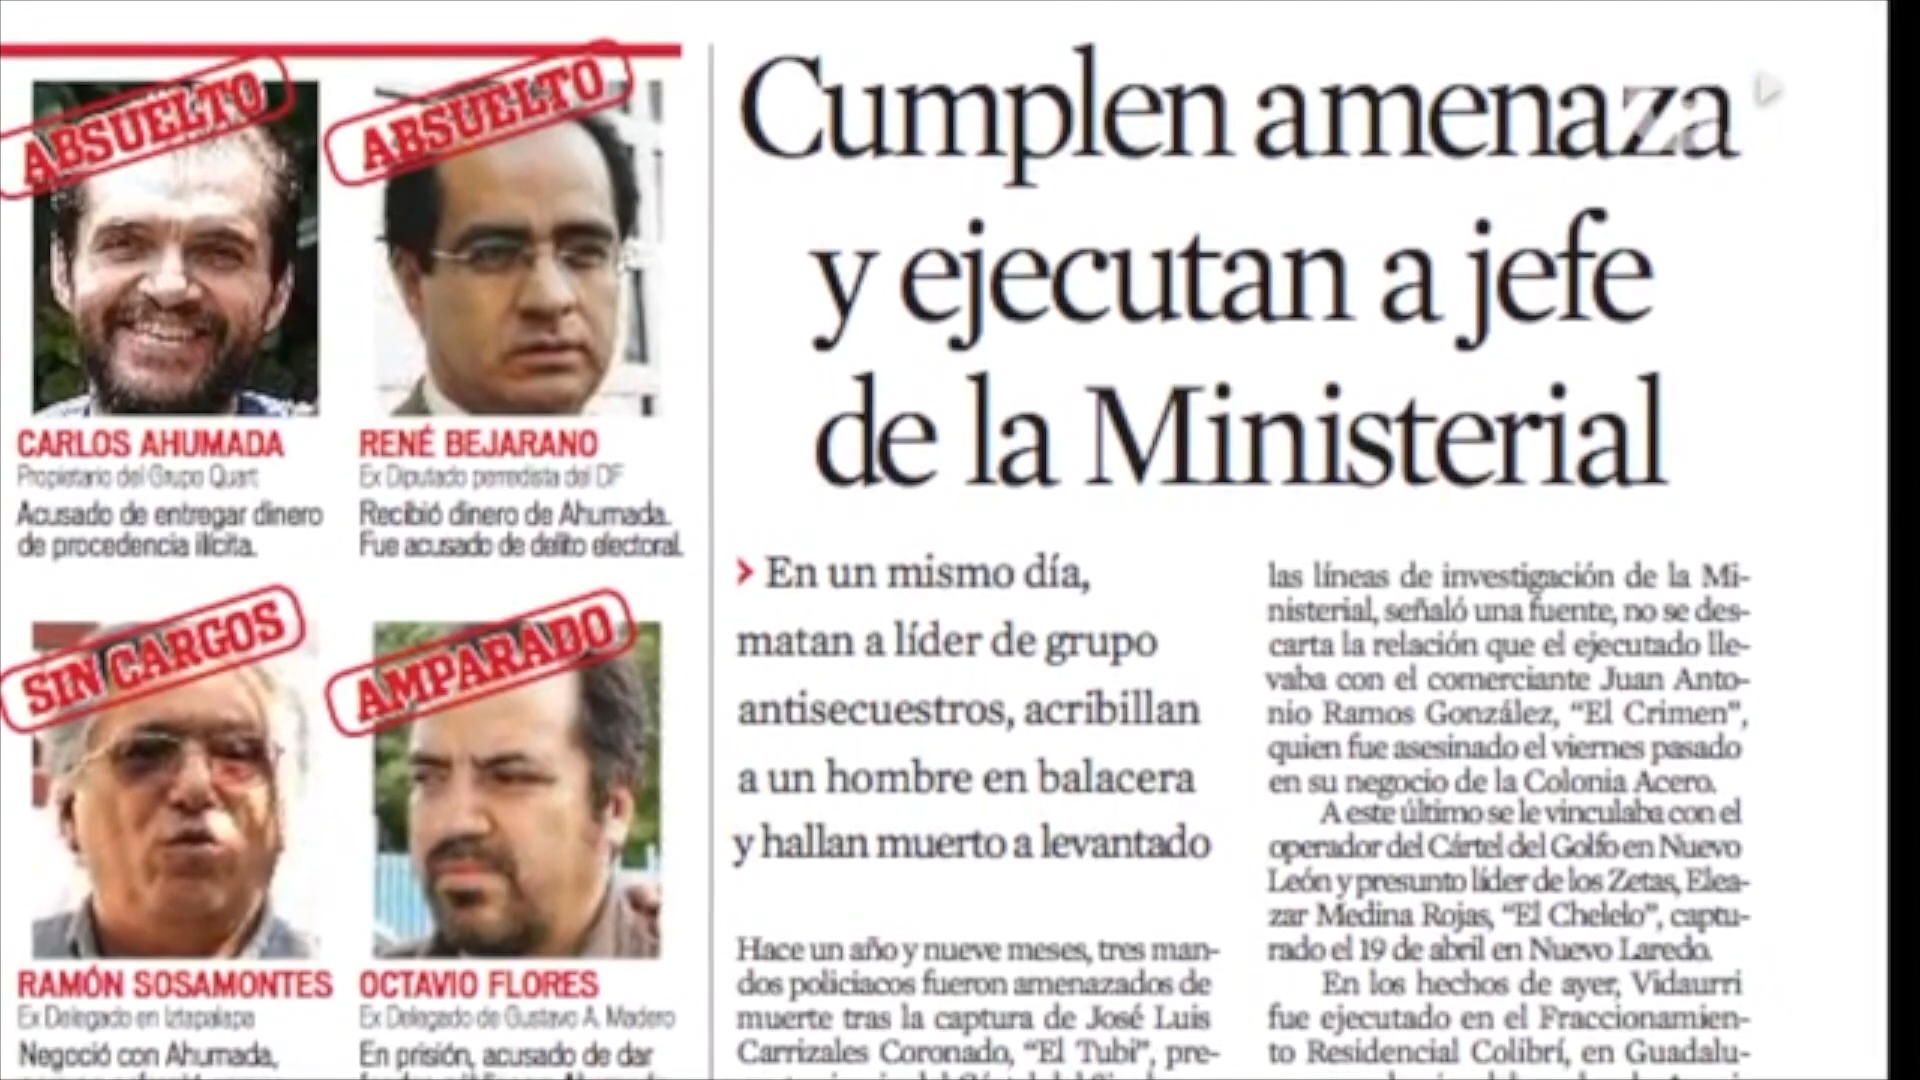 ABSUELTO
CARLOS AHUMADA
Propietario del Grupo Quart
Acusado de entregar dinero
de procedencia ilícita.
ABSUELTO
RENÉ BEJARANO
Ex Diputado perredista del DF
Recibió dinero de Ahumada.
Fue acusado de delito electoral.
SIN CARGOS
RAMÓN SOSAMONTES
Ex Delegado en Iztapalapa
Negoció con Ahumada,
AMPARADO
OCTAVIO FLORES
Ex Delegado de Gustavo A. Madero
En prisión, acusado de dar
Cumplen amenaza
y ejecutan a jefe
de la Ministerial
> En un mismo día,
matan a líder de grupo
antisecuestros, acribillan
a un hombre en balacera
y hallan muerto a levantado
Hace un año y nueve meses, tres man-
dos policiacos fueron amenazados de
muerte tras la captura de José Luis
Carrizales Coronado, “El Tubi”, pre-
las líneas de investigación de la Mi-
nisterial, señaló una fuente, no se des-
carta la relación que el ejecutado lle-
vaba con el comerciante Juan Anto-
nio Ramos González, “El Crimen”,
quien fue asesinado el viernes pasado
en su negocio de la Colonia Acero.
A este último se le vinculaba con el
operador del Cártel del Golfo en Nuevo
León y presunto líder de los Zetas, Elea-
zar Medina Rojas, “El Chelelo”, captu-
rado el 19 de abril en Nuevo Laredo.
En los hechos de ayer, Vidaurri
fue ejecutado en el Fraccionamien-
to Residencial Colibrí, en Guadalu-